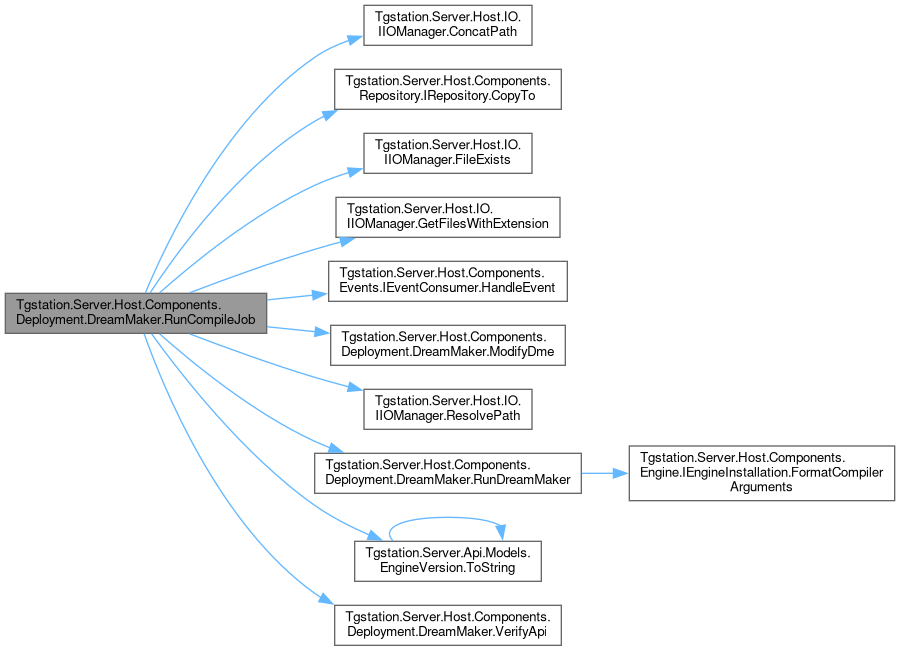 Tgstation.Server.Host.IO.
IIOManager.ConcatPath
Tgstation.Server.Host.Components.
Repository.IRepository.CopyTo
Tgstation.Server.Host.IO.
IIOManager.FileExists
Tgstation.Server.Host.IO.
IIOManager.GetFilesWithExtension
Tgstation.Server.Host.Components.
Events.IEventConsumer.HandleEvent
Tgstation.Server.Host.Components.
Deployment.DreamMaker.RunCompileJob
Tgstation.Server.Host.Components.
Deployment.DreamMaker.ModifyDme
Tgstation.Server.Host.IO.
IIOManager.ResolvePath
Tgstation.Server.Host.Components.
Deployment.DreamMaker.RunDreamMaker
Tgstation.Server.Host.Components.
Engine.IEngineInstallation.FormatCompiler
Arguments
Tgstation.Server.Api.Models.
EngineVersion.ToString
Tgstation.Server.Host.Components.
Deployment.DreamMaker.VerifyApi